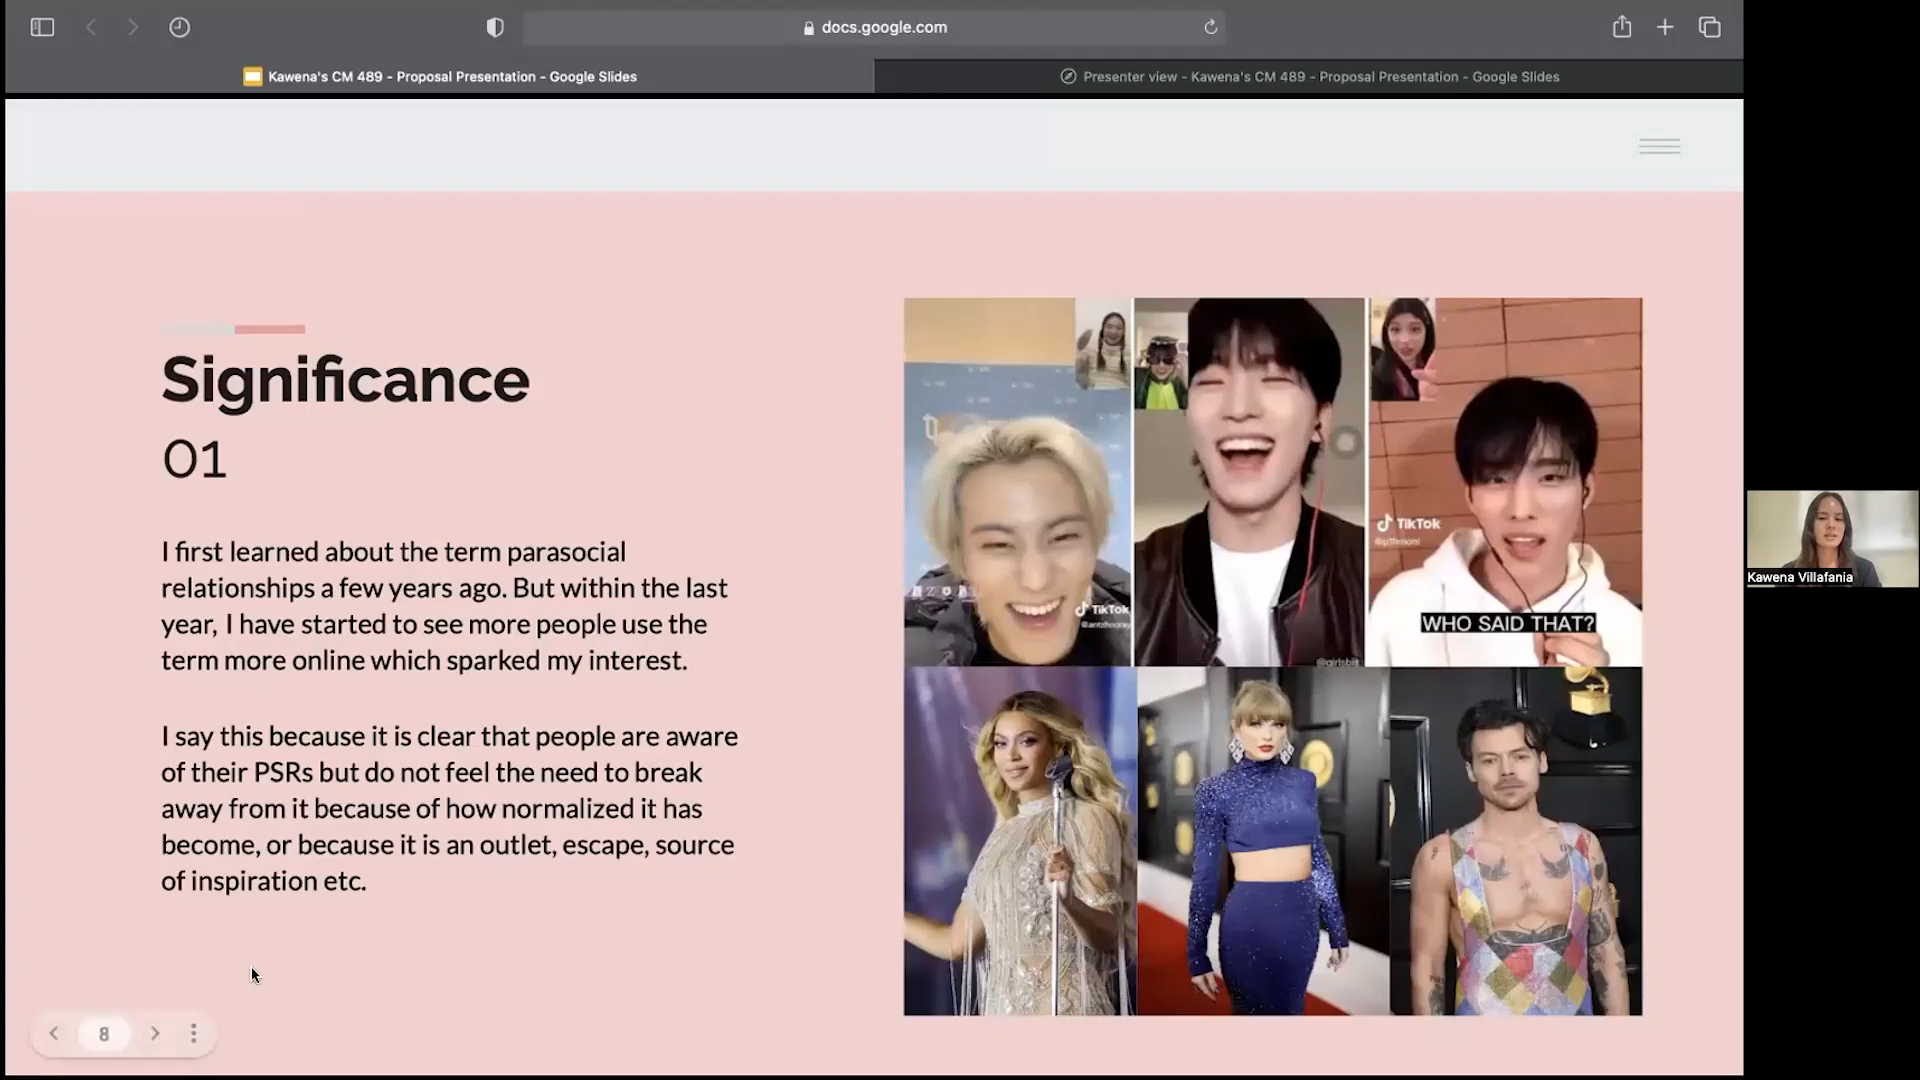 docs.google.com
Kawena's CM 489 - Proposal Presentation - Google Slides
Presenter view - Kawena's CM 489 - Proposal Presentation - Google Slides
Significance
01
I first learned about the term parasocial
relationships a few years ago. But within the last
year, I have started to see more people use the
term more online which sparked my interest.
I say this because it is clear that people are aware
of their PSRs but do not feel the need to break
away from it because of how normalized it has
become, or because it is an outlet, escape, source
of inspiration etc.
TikTok
TikTok
WHO SAID THAT?
Kawena Villafania
8